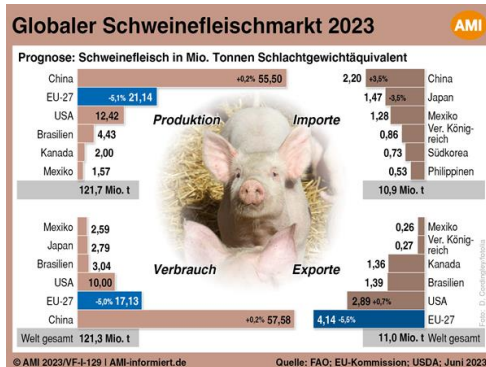 Globaler Schweinefleischmarkt 2023
AMI
Prognose: Schweinefleisch in Mio. Tonnen Schlachtgewichtäquivalent
Produktion
China +0,2% 55,50
EU-27 -5,1% 21,14
USA 12,42
Brasilien 4,43
Kanada 2,00
Mexiko 1,57
121,7 Mio. t
Importe
2,20 +3,5% China
1,47 -3,5% Japan
1,28 Mexiko
0,86 Ver. König-
reich
0,73 Südkorea
0,53 Philippinen
10,9 Mio. t
Verbrauch
Mexiko 2,59
Japan 2,79
Brasilien 3,04
USA 10,00
EU-27 -5,0% 17,13
China +0,2% 57,58
Welt gesamt 121,3 Mio. t
Exporte
0,26 Mexiko
0,27 Ver. König-
reich
1,36 Kanada
1,39 Brasilien
2,89 +0,7% USA
4,14 -5,5% EU-27
11,0 Mio. t Welt gesamt
© AMI 2023/VF-I-129 | AMI-informiert.de
Quelle: FAO; EU-Kommission; USDA; Juni 2023